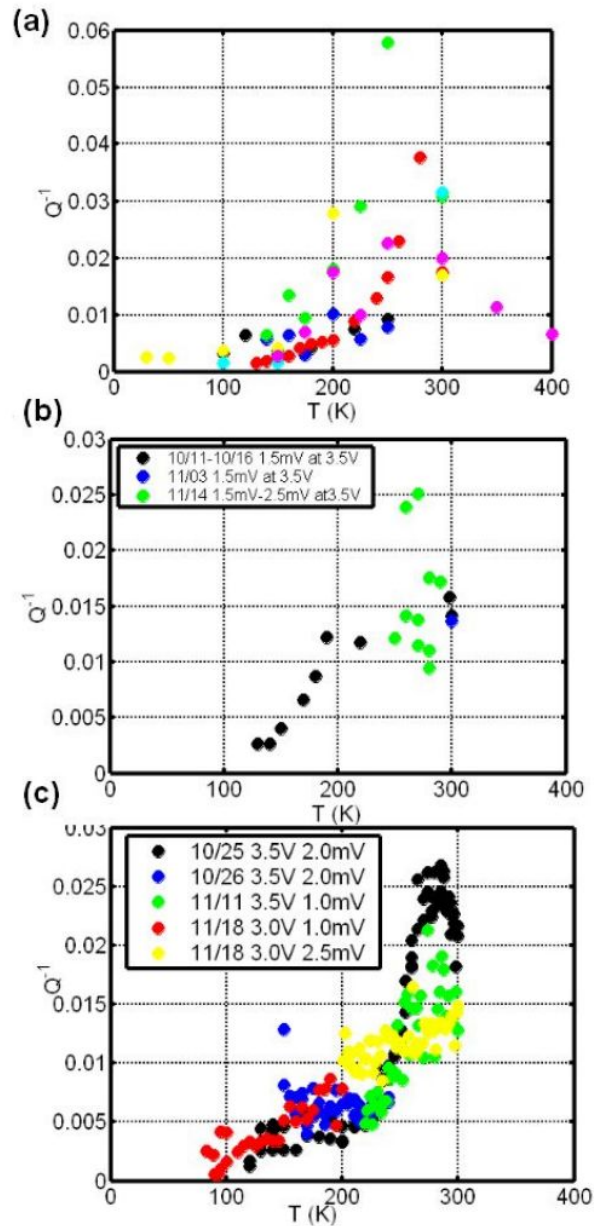 (a)
0.06
0.05
0.04
0.03
0.02
0.01
0
Q⁻¹
0 100 200 300 400
T (K)
(b)
0.03
0.025
0.02
0.015
0.01
0.005
0
Q⁻¹
10/11-10/16 1.5mV at 3.5V
11/03 1.5mV at 3.5V
11/14 1.5mV-2.5mV at3.5V
0 100 200 300 400
T (K)
(c)
0.03
0.025
0.02
0.015
0.01
0.005
0
Q⁻¹
10/25 3.5V 2.0mV
10/26 3.5V 2.0mV
11/11 3.5V 1.0mV
11/18 3.0V 1.0mV
11/18 3.0V 2.5mV
0 100 200 300 400
T (K)